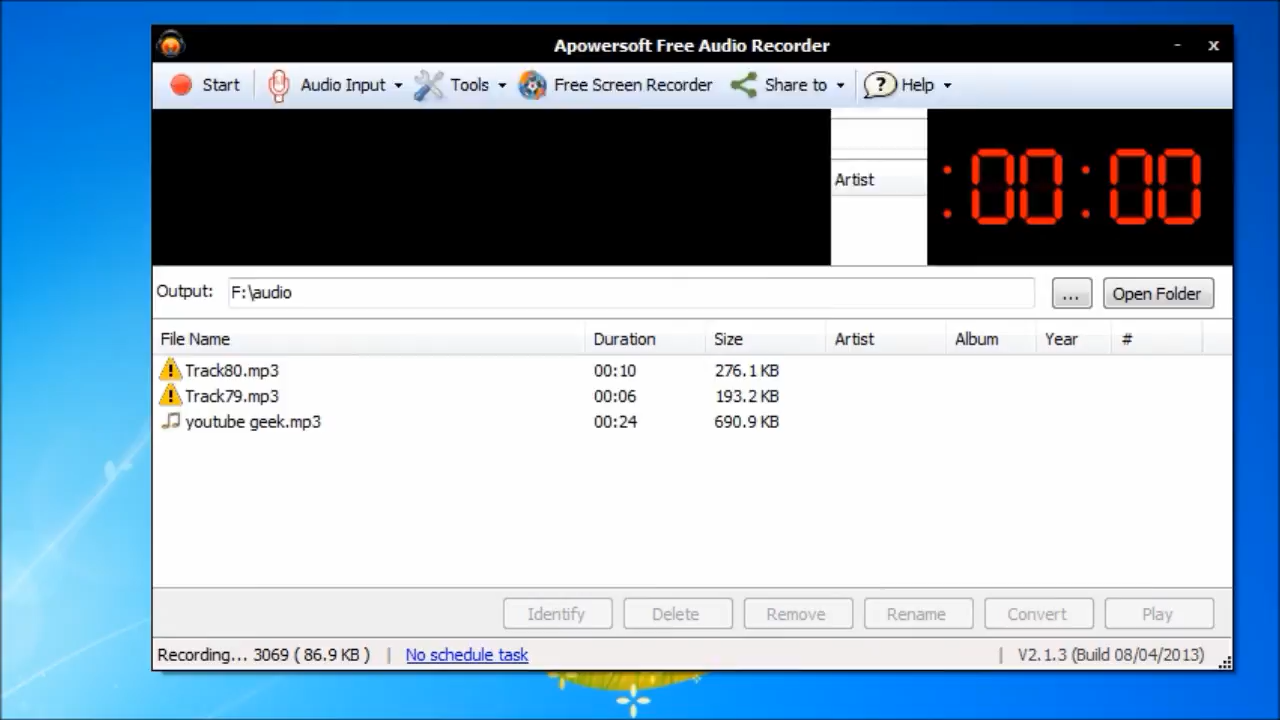 Apowersoft Free Audio Recorder - x
Start Audio Input Tools Free Screen Recorder Share to ? Help
Artist
:00:00
Output: F:\audio ... Open Folder
File Name Duration Size Artist Album Year #
Track80.mp3 00:10 276.1 KB
Track79.mp3 00:06 193.2 KB
youtube geek.mp3 00:24 690.9 KB
Identify Delete Remove Rename Convert Play
Recording... 3069 ( 86.9 KB ) | No schedule task | V2.1.3 (Build 08/04/2013)